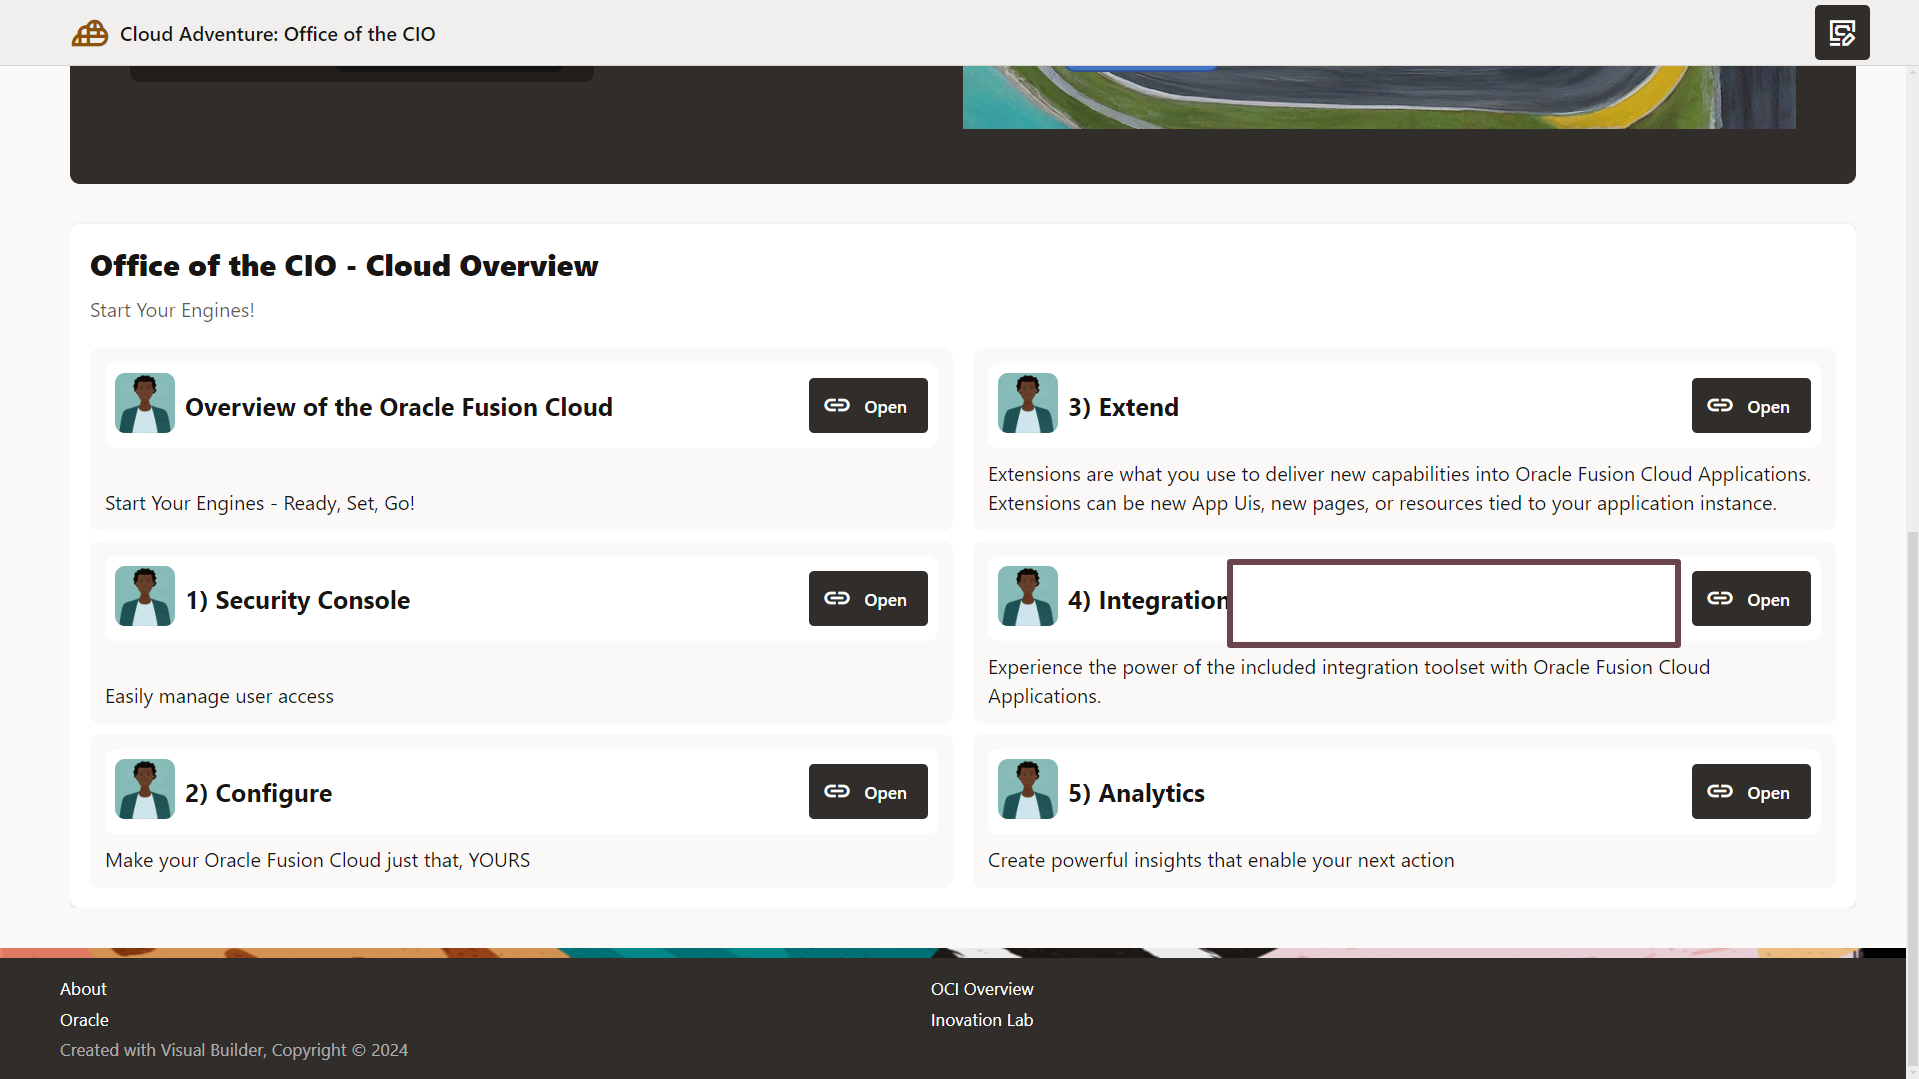 Cloud Adventure: Office of the CIO
Office of the CIO - Cloud Overview
Start Your Engines!
Overview of the Oracle Fusion Cloud
Open
Start Your Engines - Ready, Set, Go!
3) Extend
Open
Extensions are what you use to deliver new capabilities into Oracle Fusion Cloud Applications.
Extensions can be new App Uis, new pages, or resources tied to your application instance.
1) Security Console
Open
Easily manage user access
4) Integration
Open
Experience the power of the included integration toolset with Oracle Fusion Cloud
Applications.
2) Configure
Open
Make your Oracle Fusion Cloud just that, YOURS
5) Analytics
Open
Create powerful insights that enable your next action
About
Oracle
Created with Visual Builder, Copyright © 2024
OCI Overview
Inovation Lab